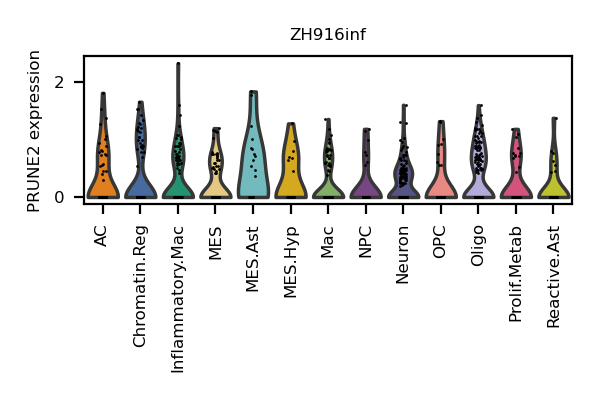 ZH916inf
PRUNE2 expression
2
0
AC
Chromatin.Reg
Inflammatory.Mac
MES
MES.Ast
MES.Hyp
Mac
NPC
Neuron
OPC
Oligo
Prolif.Metab
Reactive.Ast